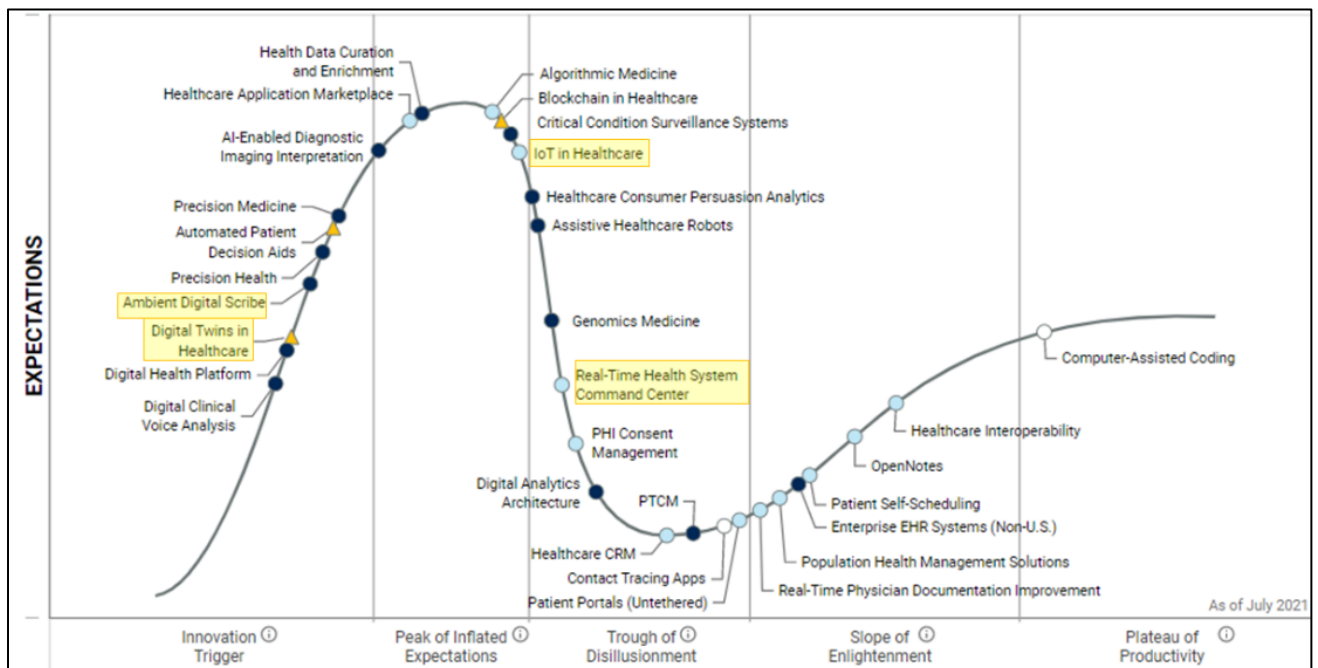 EXPECTATIONS
Health Data Curation
and Enrichment
Healthcare Application Marketplace
AI-Enabled Diagnostic
Imaging Interpretation
Precision Medicine
Automated Patient
Decision Aids
Precision Health
Ambient Digital Scribe
Digital Twins in
Healthcare
Digital Health Platform
Digital Clinical
Voice Analysis
Algorithmic Medicine
Blockchain in Healthcare
Critical Condition Surveillance Systems
IoT in Healthcare
Healthcare Consumer Persuasion Analytics
Assistive Healthcare Robots
Genomics Medicine
Real-Time Health System
Command Center
PHI Consent
Management
Digital Analytics
Architecture
PTCM
Healthcare CRM
Contact Tracing Apps
Patient Portals (Untethered)
Computer-Assisted Coding
Healthcare Interoperability
OpenNotes
Patient Self-Scheduling
Enterprise EHR Systems (Non-U.S.)
Population Health Management Solutions
Real-Time Physician Documentation Improvement
As of July 2021
Innovation
Trigger
Peak of Inflated
Expectations
Trough of
Disillusionment
Slope of
Enlightenment
Plateau of
Productivity